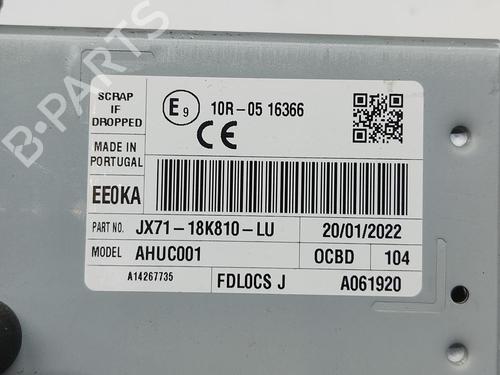 B-PARTS
SCRAP
IF
DROPPED
E9
10R-05 16366
CE
MADE IN
PORTUGAL
EE0KA
PART NO. JX71-18K810-LU 20/01/2022
MODEL AHUC001 OCBD 104
A14267735 FDLOCS J A061920